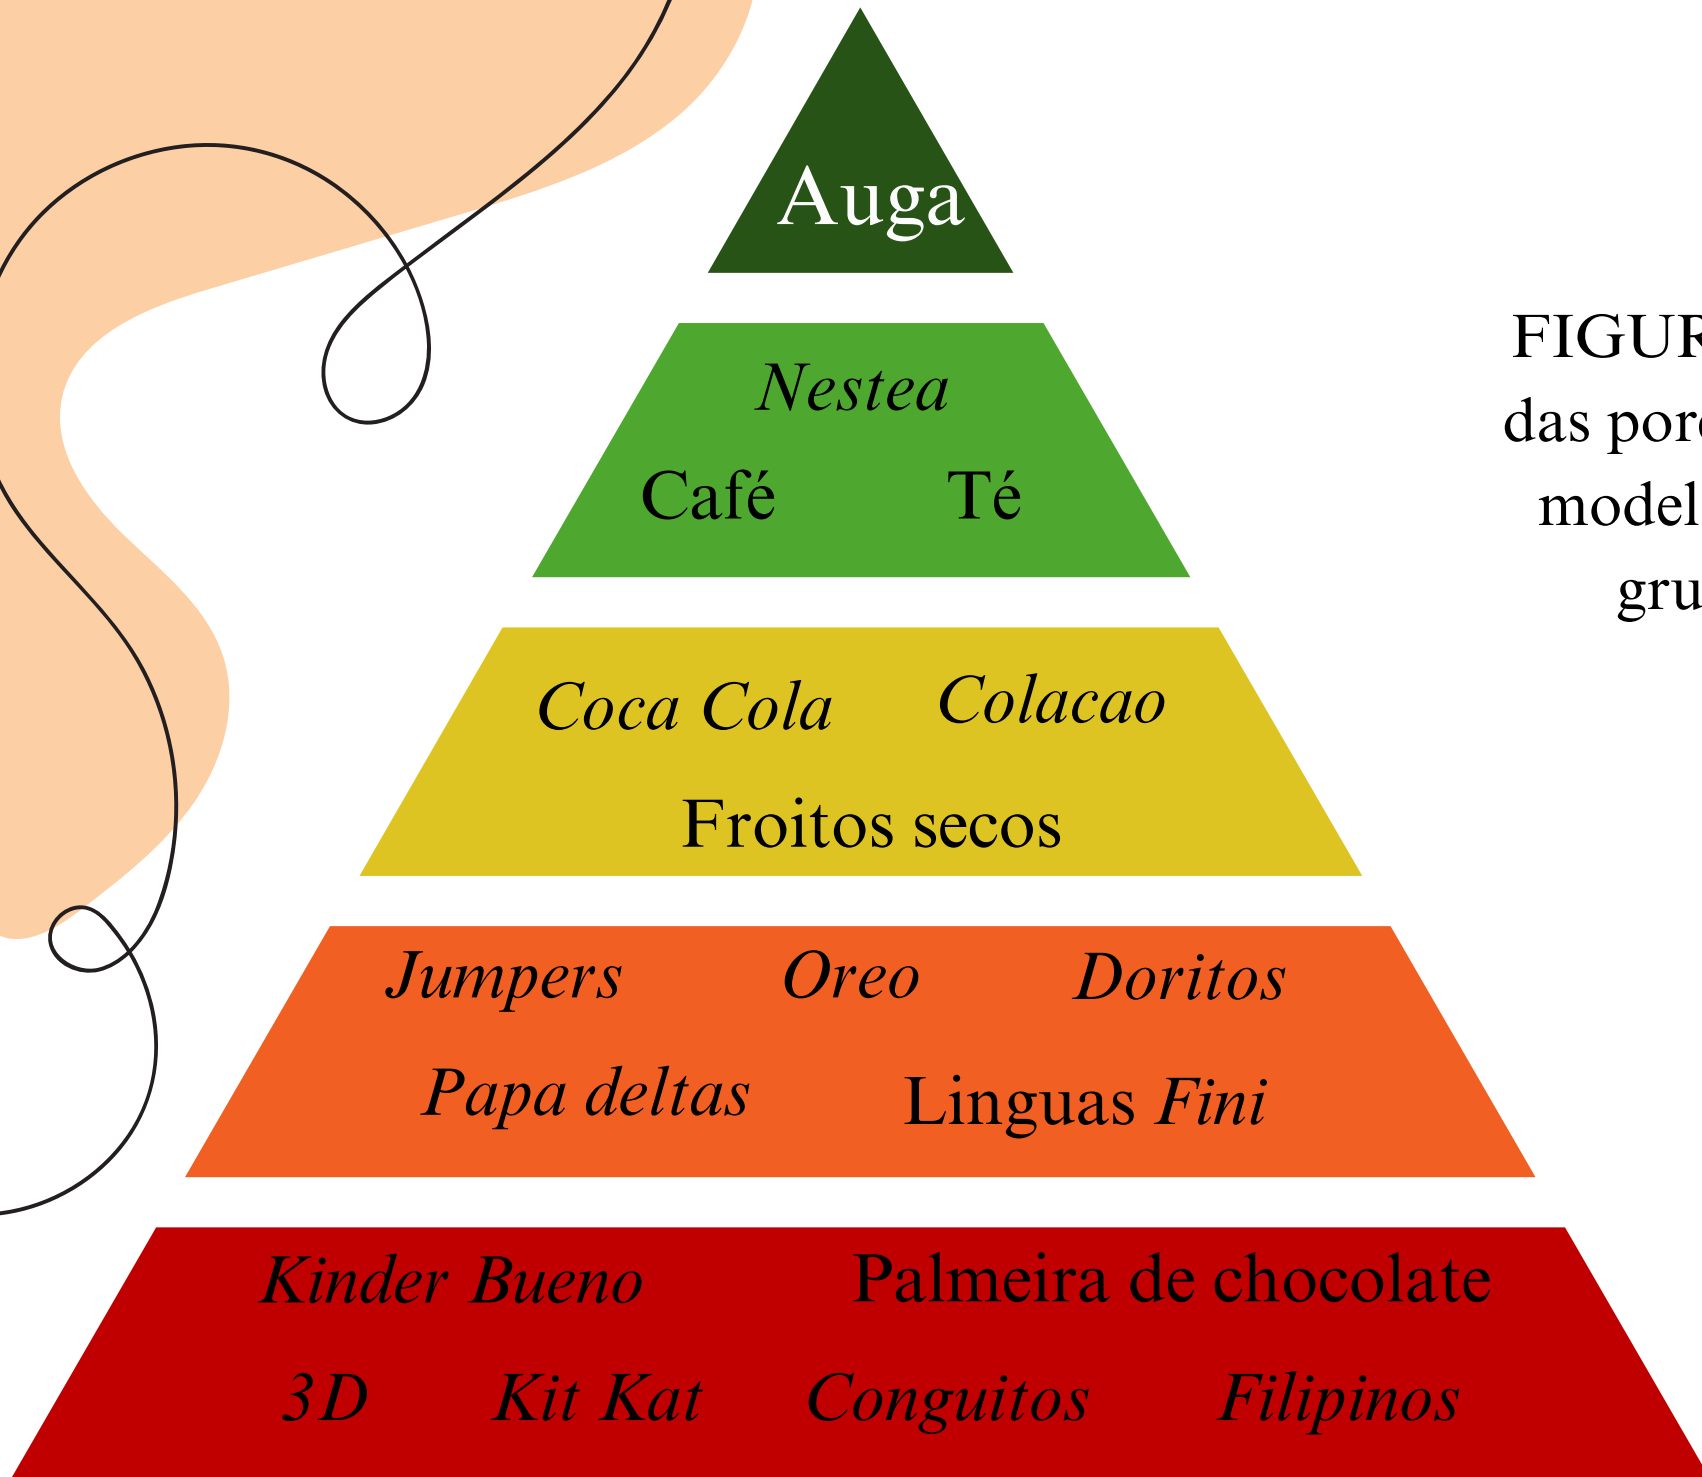 Auga
Nestea
Café Té
Coca Cola Colacao
Froitos secos
Jumpers Oreo Doritos
Papa deltas Linguas Fini
Kinder Bueno Palmeira de chocolate
3D Kit Kat Conguitos Filipinos
das